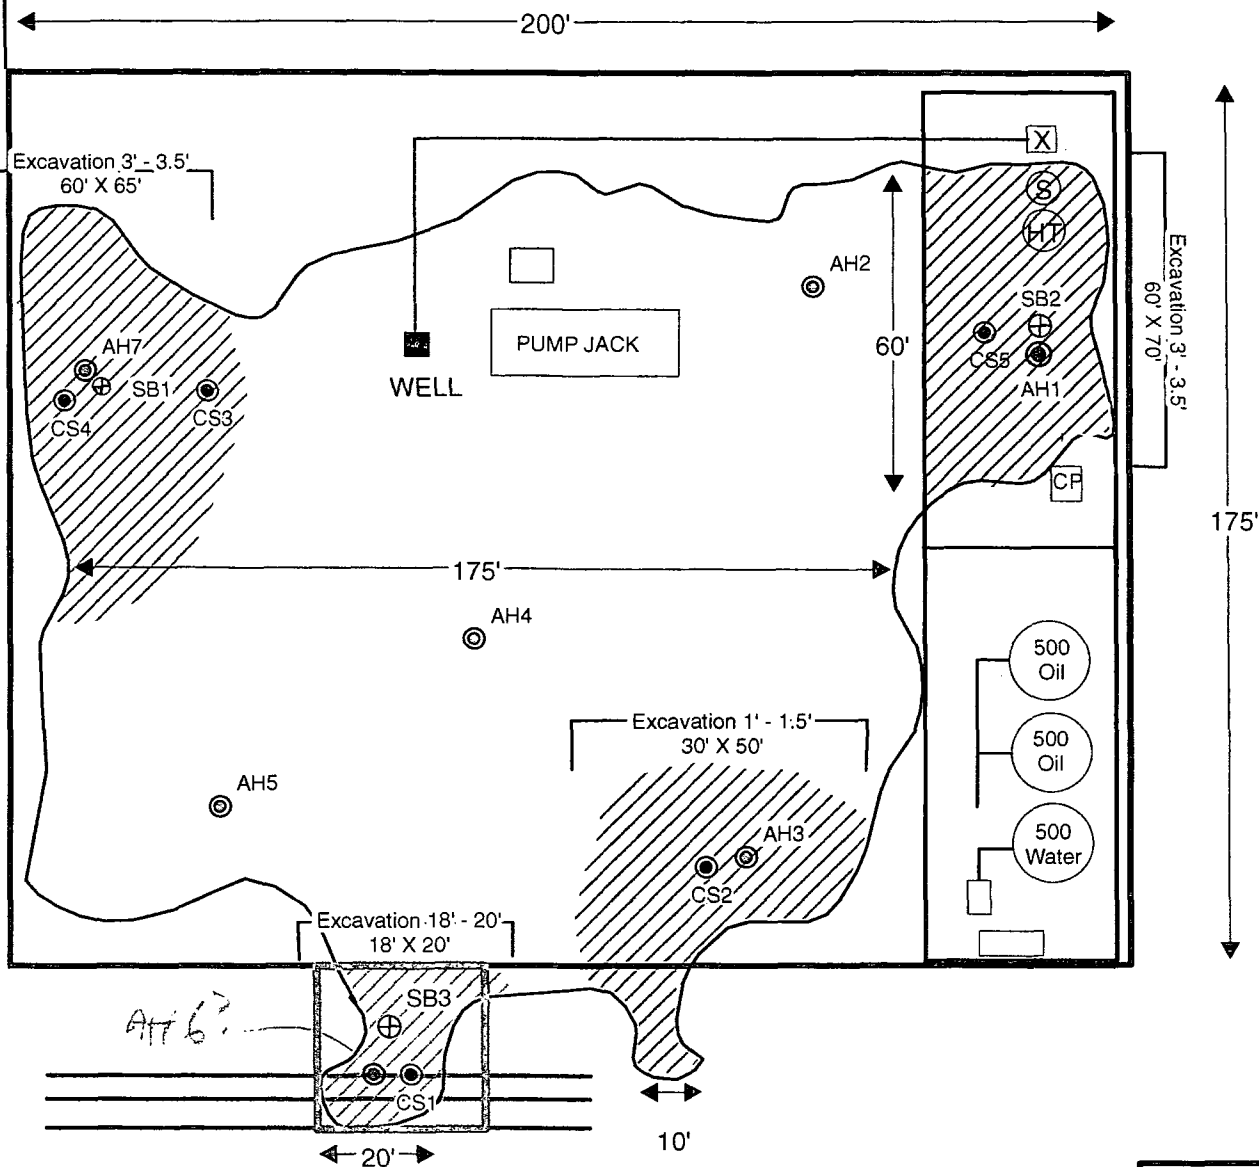 200'
Excavation 3' - 3.5'
60' X 65'
X
S
HT
AH2
SB2
CS5
AH1
60'
Excavation 3' - 3.5'
60' X 70'
PUMP JACK
WELL
AH7
SB1
CS4
CS3
CP
175'
175'
AH4
500
Oil
500
Oil
500
Water
Excavation 1' - 1.5'
30' X 50'
AH5
AH3
CS2
Excavation 18' - 20'
18' X 20'
SB3
AH6?
CS1
10'
20'